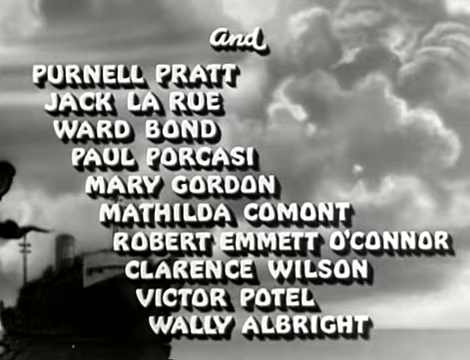 And
PURNELL PRATT
JACK LA RUE
WARD BOND
PAUL PORCASI
MARY GORDON
MATHILDA COMONT
ROBERT EMMETT O'CONNOR
CLARENCE WILSON
VICTOR POTEL
WALLY ALBRIGHT